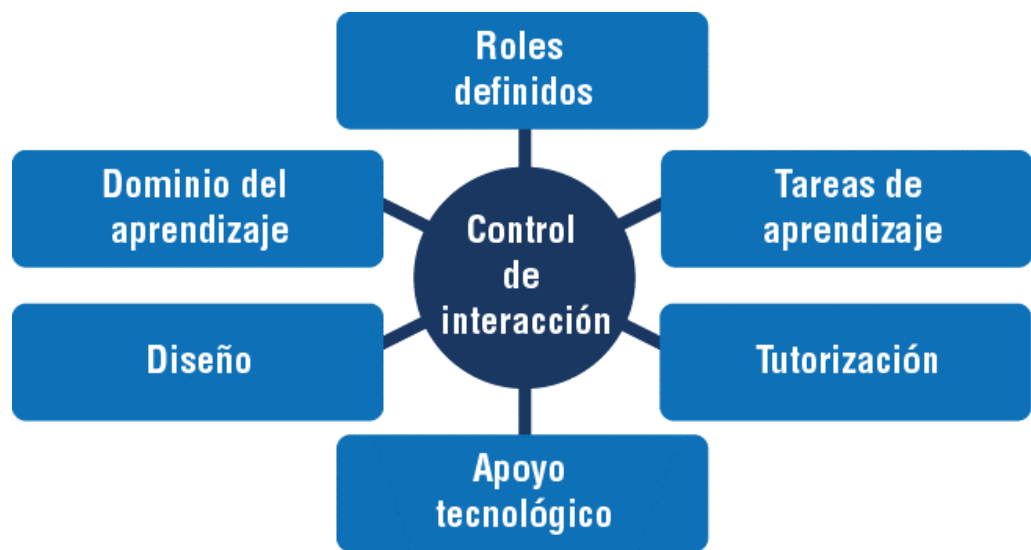 Roles
definidos
Dominio del
aprendizaje
Tareas de
aprendizaje
Control
de
interacción
Diseño
Tutorización
Apoyo
tecnológico